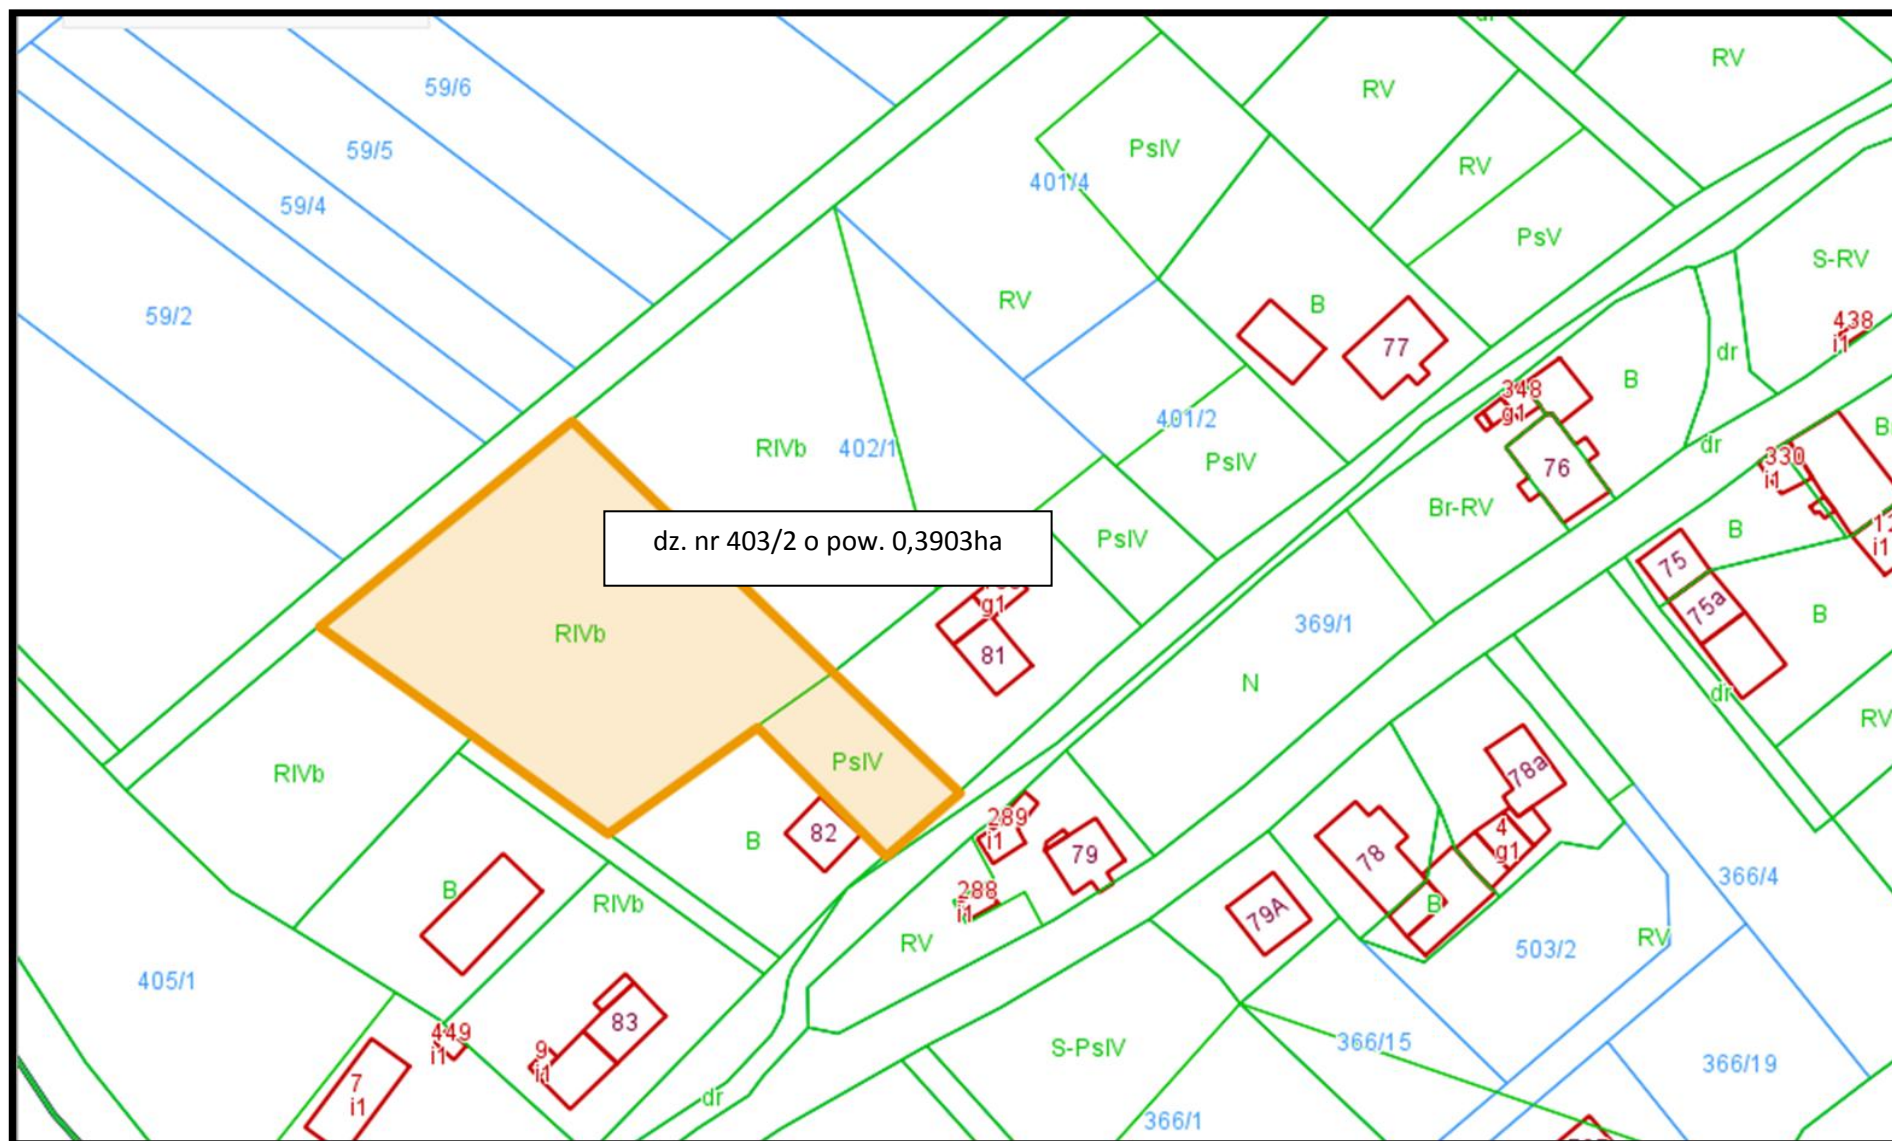 59/6
RV
RV
59/5
PsIV
RV
401/4
59/4
PsV
S-RV
59/2
RV
B
438
i1
77
dr
B
348
g1
401/2
RIVb
402/1
dr
PsIV
76
330
i1
Br-RV
B
dz. nr 403/2 o pow. 0,3903ha
PsIV
i1
75
g1
75a
B
369/1
RIVb
81
N
dr
RV
PsIV
RIVb
78a
289
i1
82
B
79
4
g1
78
366/4
B
288
i1
RIVb
79A
B
RV
RV
503/2
405/1
83
449
i1
9
i1
S-PsIV
366/15
366/19
7
i1
dr
366/1